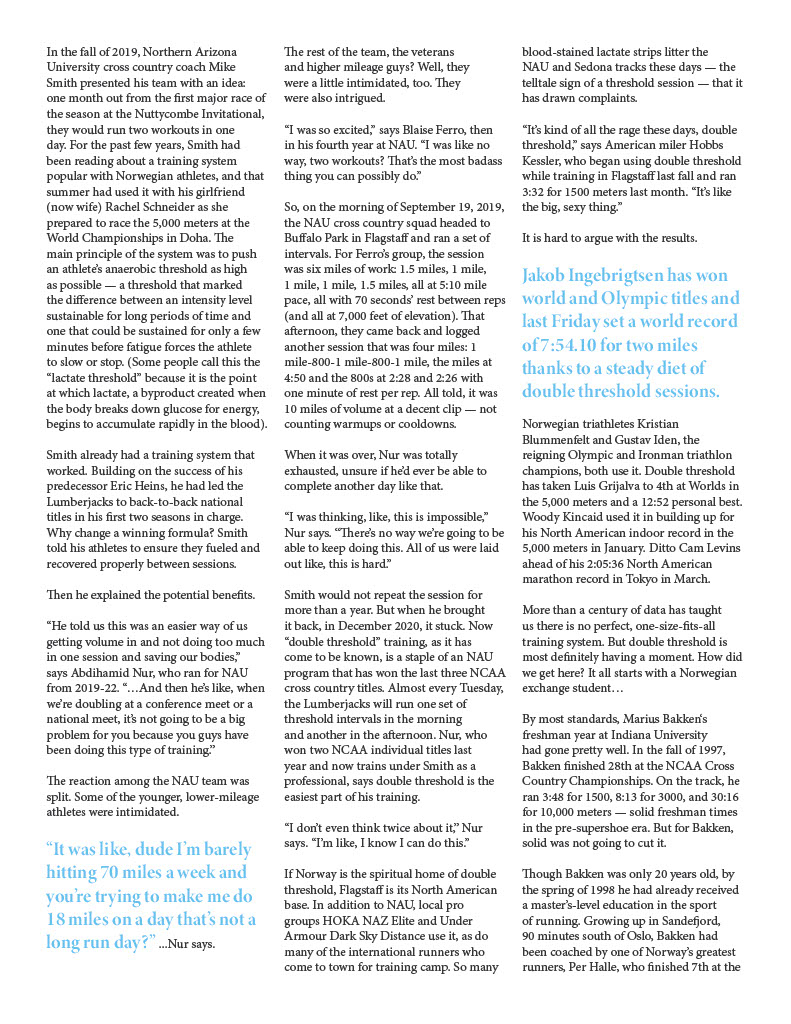 In the fall of 2019, Northern Arizona
University cross country coach Mike
Smith presented his team with an idea:
one month out from the first major race of
the season at the Nuttycombe Invitational,
they would run two workouts in one
day. For the past few years, Smith had
been reading about a training system
popular with Norwegian athletes, and that
summer had used it with his girlfriend
(now wife) Rachel Schneider as she
prepared to race the 5,000 meters at the
World Championships in Doha. The
main principle of the system was to push
an athlete's anaerobic threshold as high
as possible — a threshold that marked
the difference between an intensity level
sustainable for long periods of time and
one that could be sustained for only a few
minutes before fatigue forces the athlete
to slow or stop. (Some people call this the
“lactate threshold” because it is the point
at which lactate, a byproduct created when
the body breaks down glucose for energy,
begins to accumulate rapidly in the blood).

Smith already had a training system that
worked. Building on the success of his
predecessor Eric Heins, he had led the
Lumberjacks to back-to-back national
titles in his first two seasons in charge.
Why change a winning formula? Smith
told his athletes to ensure they fueled and
recovered properly between sessions.

Then he explained the potential benefits.

“He told us this was an easier way of us
getting volume in and not doing too much
in one session and saving our bodies,”
says Abdihamid Nur, who ran for NAU
from 2019-22. “…And then he's like, when
we're doubling at a conference meet or a
national meet, it's not going to be a big
problem for you because you guys have
been doing this type of training.”

The reaction among the NAU team was
split. Some of the younger, lower-mileage
athletes were intimidated.

“It was like, dude I'm barely
hitting 70 miles a week and
you're trying to make me do
18 miles on a day that's not a
long run day?” ...Nur says.

The rest of the team, the veterans
and higher mileage guys? Well, they
were a little intimidated, too. They
were also intrigued.

“I was so excited,” says Blaise Ferro, then
in his fourth year at NAU. “I was like no
way, two workouts? That's the most badass
thing you can possibly do.”

So, on the morning of September 19, 2019,
the NAU cross country squad headed to
Buffalo Park in Flagstaff and ran a set of
intervals. For Ferro's group, the session
was six miles of work: 1.5 miles, 1 mile,
1 mile, 1 mile, 1.5 miles, all at 5:10 mile
pace, all with 70 seconds' rest between reps
(and all at 7,000 feet of elevation). That
afternoon, they came back and logged
another session that was four miles: 1
mile-800-1 mile-800-1 mile, the miles at
4:50 and the 800s at 2:28 and 2:26 with
one minute of rest per rep. All told, it was
10 miles of volume at a decent clip — not
counting warmups or cooldowns.

When it was over, Nur was totally
exhausted, unsure if he'd ever be able to
complete another day like that.

“I was thinking, like, this is impossible,”
Nur says. “There's no way we're going to be
able to keep doing this. All of us were laid
out like, this is hard.”

Smith would not repeat the session for
more than a year. But when he brought
it back, in December 2020, it stuck. Now
“double threshold” training, as it has
come to be known, is a staple of an NAU
program that has won the last three NCAA
cross country titles. Almost every Tuesday,
the Lumberjacks will run one set of
threshold intervals in the morning
and another in the afternoon. Nur, who
won two NCAA individual titles last
year and now trains under Smith as a
professional, says double threshold is the
easiest part of his training.

“I don't even think twice about it,” Nur
says. “I'm like, I know I can do this.”

If Norway is the spiritual home of double
threshold, Flagstaff is its North American
base. In addition to NAU, local pro
groups HOKA NAZ Elite and Under
Armour Dark Sky Distance use it, as do
many of the international runners who
come to town for training camp. So many

blood-stained lactate strips litter the
NAU and Sedona tracks these days — the
telltale sign of a threshold session — that it
has drawn complaints.

“It's kind of all the rage these days, double
threshold,” says American miler Hobbs
Kessler, who began using double threshold
while training in Flagstaff last fall and ran
3:32 for 1500 meters last month. “It's like
the big, sexy thing.”

It is hard to argue with the results.

Jakob Ingebrigtsen has won
world and Olympic titles and
last Friday set a world record
of 7:54.10 for two miles
thanks to a steady diet of
double threshold sessions.

Norwegian triathletes Kristian
Blummenfelt and Gustav Iden, the
reigning Olympic and Ironman triathlon
champions, both use it. Double threshold
has taken Luis Grijalva to 4th at Worlds in
the 5,000 meters and a 12:52 personal best.
Woody Kincaid used it in building up for
his North American indoor record in the
5,000 meters in January. Ditto Cam Levins
ahead of his 2:05:36 North American
marathon record in Tokyo in March.

More than a century of data has taught
us there is no perfect, one-size-fits-all
training system. But double threshold is
most definitely having a moment. How did
we get here? It all starts with a Norwegian
exchange student…

By most standards, Marius Bakken‘s
freshman year at Indiana University
had gone pretty well. In the fall of 1997,
Bakken finished 28th at the NCAA Cross
Country Championships. On the track, he
ran 3:48 for 1500, 8:13 for 3000, and 30:16
for 10,000 meters — solid freshman times
in the pre-supershoe era. But for Bakken,
solid was not going to cut it.

Though Bakken was only 20 years old, by
the spring of 1998 he had already received
a master's-level education in the sport
of running. Growing up in Sandefjord,
90 minutes south of Oslo, Bakken had
been coached by one of Norway's greatest
runners, Per Halle, who finished 7th at the